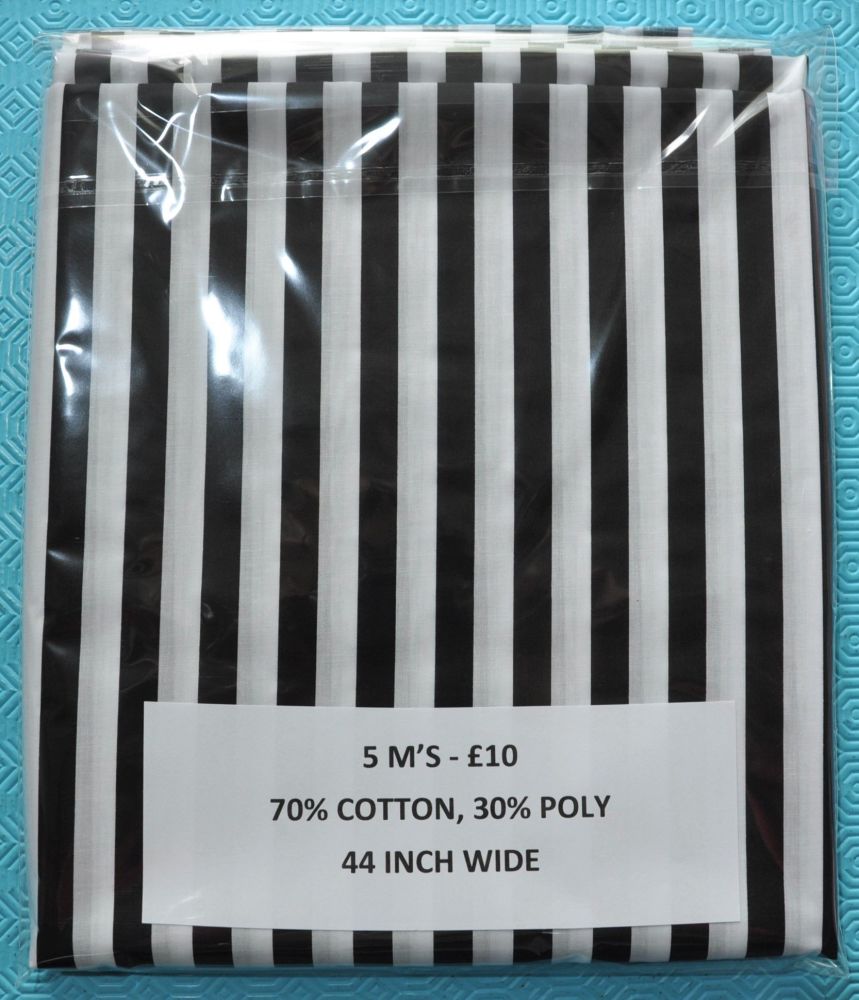 5 M’S - £10
70% COTTON, 30% POLY
44 INCH WIDE